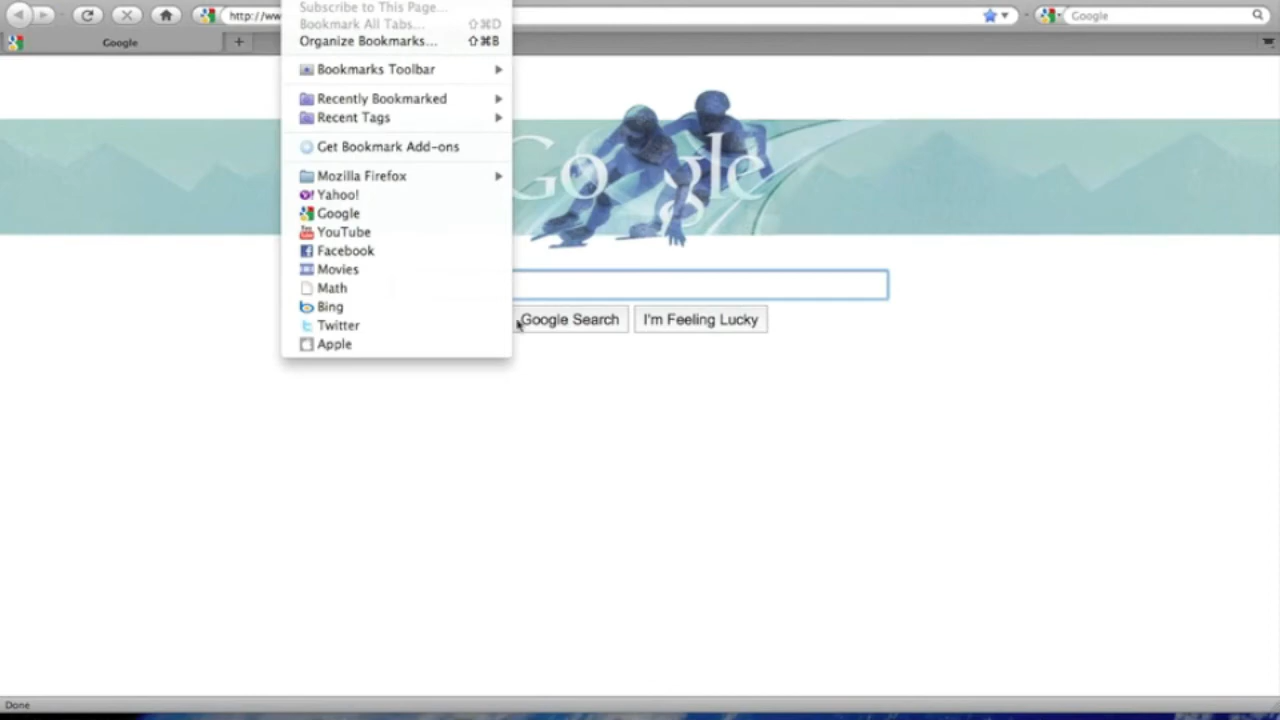 Subscribe to This Page...
http://ww
Google
Bookmark All Tabs... ⇧⌘D
Google
+
Organize Bookmarks... ⇧⌘B
Bookmarks Toolbar
Recently Bookmarked
Recent Tags
Get Bookmark Add-ons
Mozilla Firefox
Yahoo!
Google
YouTube
Facebook
Movies
Math
Bing
Twitter
Apple
Google
Google Search
I'm Feeling Lucky
Done